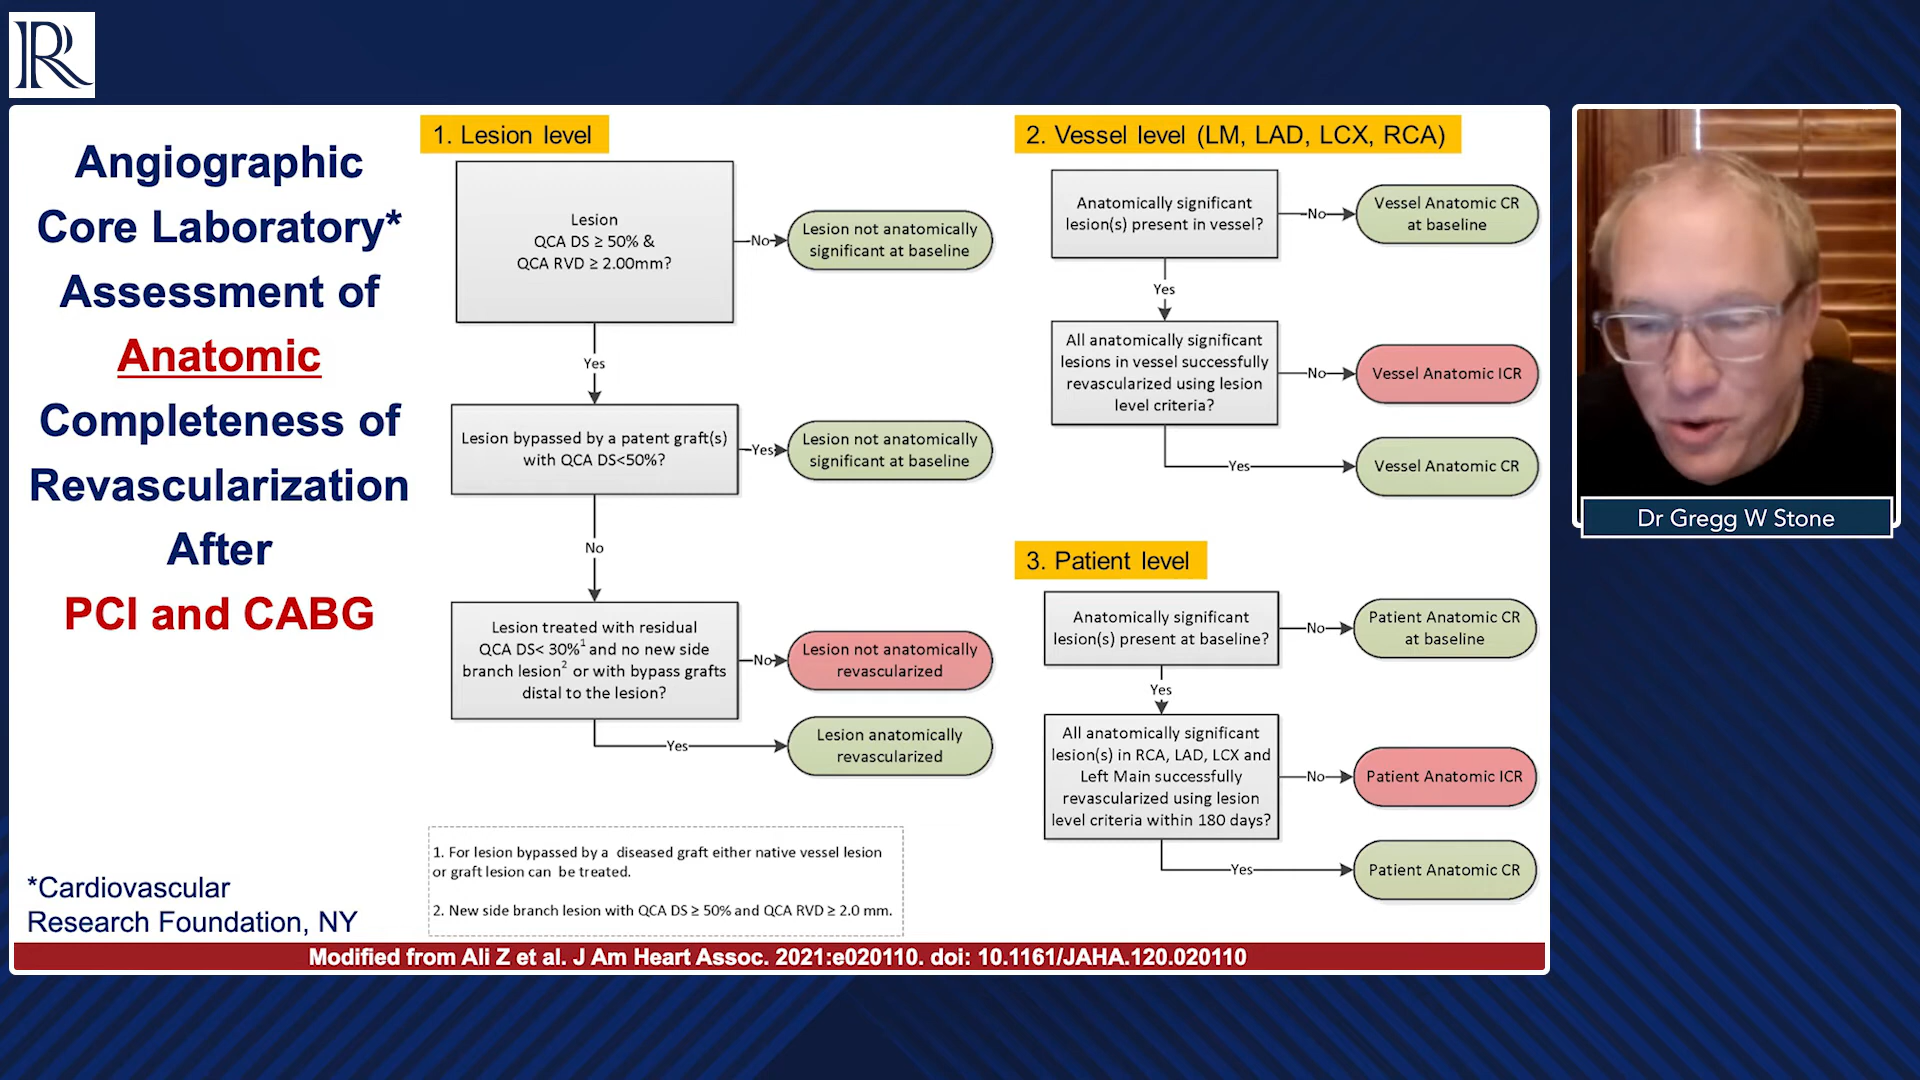 R
Angiographic
Core Laboratory*
Assessment of
Anatomic
Completeness of
Revascularization
After
PCI and CABG
*Cardiovascular
Research Foundation, NY
1. Lesion level
Lesion
QCA DS ≥ 50% &
QCA RVD ≥ 2.00mm?
No
Lesion not anatomically
significant at baseline
Yes
Lesion bypassed by a patent graft(s)
with QCA DS<50%?
Yes
Lesion not anatomically
significant at baseline
No
Lesion treated with residual
QCA DS< 30%¹ and no new side
branch lesion² or with bypass grafts
distal to the lesion?
No
Lesion not anatomically
revascularized
Yes
Lesion anatomically
revascularized
1. For lesion bypassed by a diseased graft either native vessel lesion
or graft lesion can be treated.
2. New side branch lesion with QCA DS ≥ 50% and QCA RVD ≥ 2.0 mm.
2. Vessel level (LM, LAD, LCX, RCA)
Anatomically significant
lesion(s) present in vessel?
No
Vessel Anatomic CR
at baseline
Yes
All anatomically significant
lesions in vessel successfully
revascularized using lesion
level criteria?
No
Vessel Anatomic ICR
Yes
Vessel Anatomic CR
3. Patient level
Anatomically significant
lesion(s) present at baseline?
No
Patient Anatomic CR
at baseline
Yes
All anatomically significant
lesion(s) in RCA, LAD, LCX and
Left Main successfully
revascularized using lesion
level criteria within 180 days?
No
Patient Anatomic ICR
Yes
Patient Anatomic CR
Modified from Ali Z et al. J Am Heart Assoc. 2021:e020110. doi: 10.1161/JAHA.120.020110
Dr Gregg W Stone